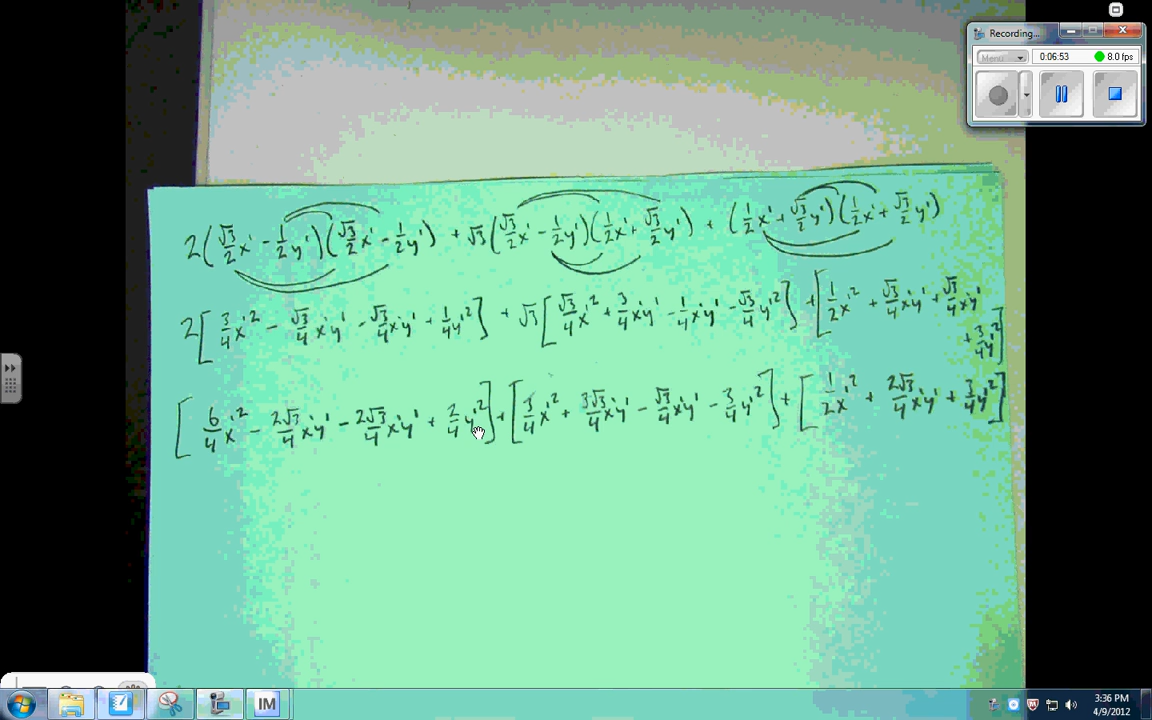 Recording...
Menu
0:06:53
8.0 fps
2(√3/2x' - 1/2y')(√3/2x' - 1/2y') + √3(√3/2x' - 1/2y')(1/2x' + √3/2y') + (1/2x' + √3/2y')(1/2x' + √3/2y')
2[3/4x'² - √3/4x'y' - √3/4x'y' + 1/4y'²] + √3[√3/4x'² + 3/4x'y' - 1/4x'y' - √3/4y'²] + [1/2x'² + √3/4x'y' + √3/4x'y'
+ 3/4y'²]
[6/4x'² - 2√3/4x'y' - 2√3/4x'y' + 2/4y'²] + [3/4x'² + 3√3/4x'y' - √3/4x'y' - 3/4y'²] + [1/2x'² + 2√3/4x'y' + 3/4y'²]
IM
3:36 PM
4/9/2012